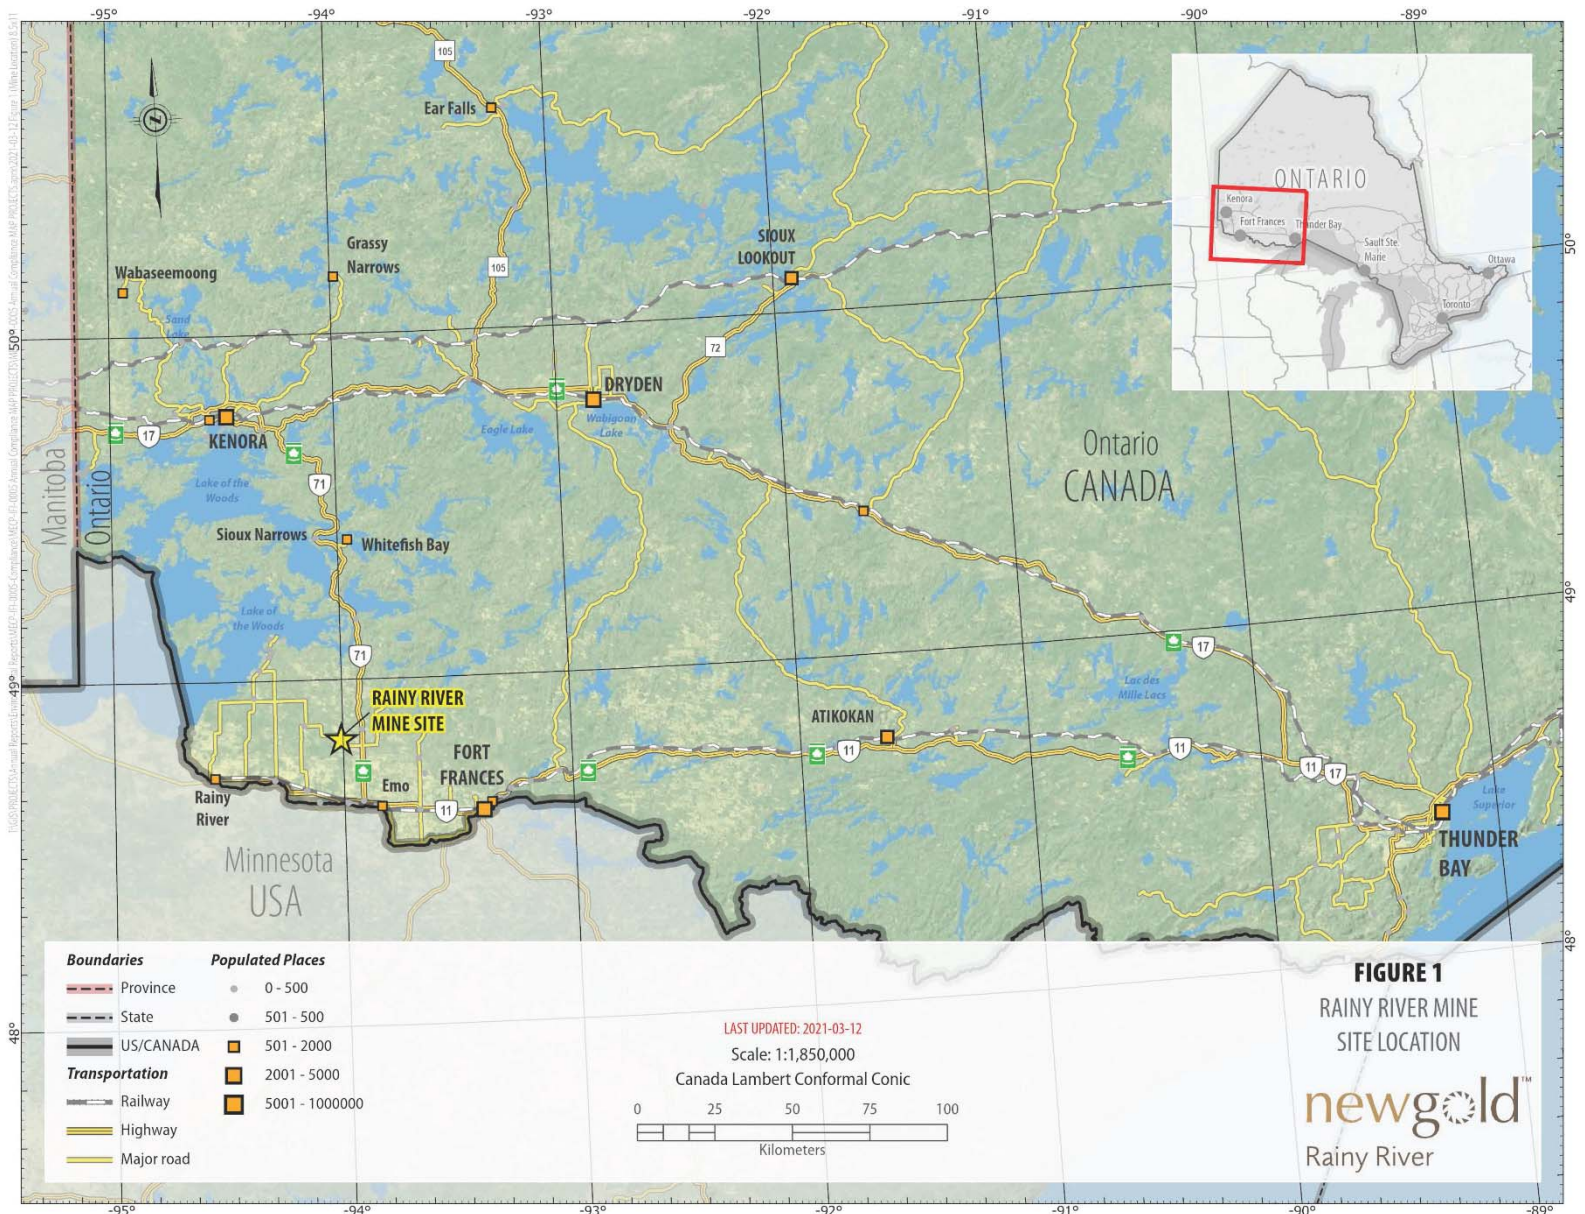 -95°
-94°
-93°
-92°
-91°
-90°
-89°
105
Ear Falls
ONTARIO
Kenora
Fort Frances
Thunder Bay
Sault Ste.
Marie
Ottawa
Toronto
Grassy
Narrows
Wabaseemoong
SIOUX
LOOKOUT
105
50°
50°
Sand
Lake
72
DRYDEN
Wabigoon
Lake
Eagle Lake
17
KENORA
Manitoba
Ontario
Lake of the
Woods
71
Ontario
CANADA
Sioux Narrows
Whitefish Bay
49°
49°
Lake of
the Woods
71
17
Lac des
Mille Lacs
RAINY RIVER
MINE SITE
ATIKOKAN
11
11
11
17
FORT
FRANCES
Emo
11
Rainy
River
Lake
Superior
THUNDER
BAY
Minnesota
USA
48°
48°
Boundaries
Province
State
US/CANADA
Transportation
Railway
Highway
Major road
Populated Places
0 - 500
501 - 500
501 - 2000
2001 - 5000
5001 - 1000000
LAST UPDATED: 2021-03-12
Scale: 1:1,850,000
Canada Lambert Conformal Conic
0 25 50 75 100
Kilometers
FIGURE 1
RAINY RIVER MINE
SITE LOCATION
newgold™
Rainy River
-95°
-94°
-93°
-92°
-91°
-90°
-89°